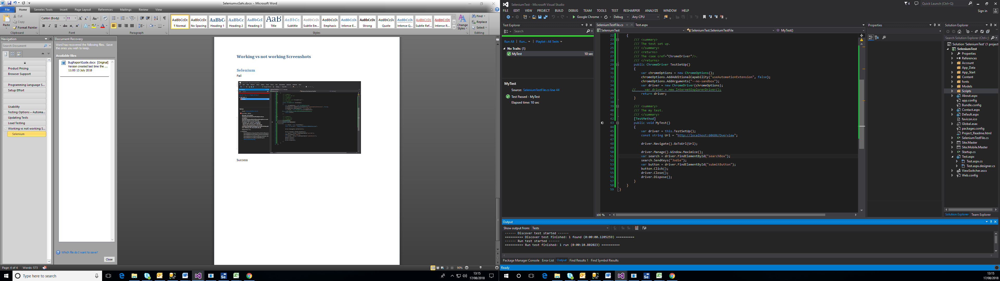 SeleniumvsSahi.docx - Microsoft Word
File Home Servelec Tools Insert Page Layout References Mailings Review View
Paste
Cut
Copy
Format Painter
Clipboard
Calibri (Body) 11
Font
Paragraph
AaBbCcDc AaBbCcDc AaBbC AaBbCc AaBbCcI AaB AaBbCc. AaBbCcDt AaBbCcDt AaBbCcDt AaBbCcDc AaBbCcDt AaBbCcDt AaBbCcDc AaBbCcDc
¶ Normal No Spacing Heading 1 Heading 2 Heading 3 Title Subtitle Subtle Em... Emphasis Intense E... Strong Quote Intense Q... Subtle Ref... Intense R...
Styles
Change Styles
Find
Replace
Select
Editing
Navigation
Search Document
Product Pricing
Browser Support
Programming Language S...
Setup Effort
Usability
Testing Options – Automa...
Updating Tests
Load Testing
Working vs not working S...
Selenium
Document Recovery
Word has recovered the following files. Save
the ones you wish to keep.
Available files
BugReportGuide.docx [Original]
Version created last time the ...
11:00 13 July 2018
Which file do I want to save?
Close
Working vs not working Screenshots
Selenium
Fail
Success
Page: 4 of 4 Words: 573
90%
Type here to search
13:15
17/08/2018
SeleniumTest - Microsoft Visual Studio
4
Quick Launch (Ctrl+Q)
FILE EDIT VIEW PROJECT BUILD DEBUG TEAM TOOLS TEST RESHARPER ANALYZE WINDOW HELP
Sign in
Google Chrome Debug Any CPU
Test Explorer
Search
Run All Run... Playlist : All Tests
No Traits (1)
MyTest 10 sec
MyTest
Source: SeleniumTestFile.cs line 44
Test Passed - MyTest
Elapsed time: 10 sec
SeleniumTestFile.cs Test.aspx
SeleniumTest SeleniumTest.SeleniumTestFile MyTest()
22 {
23 /// <summary>
24 /// The test set up.
25 /// </summary>
26 /// <returns>
27 /// The <see cref="ChromeDriver"/>.
28 /// </returns>
29 public ChromeDriver TestSetUp()
30 {
31 var chromeOptions = new ChromeOptions();
32 chromeOptions.AddAdditionalCapability("useAutomationExtension", false);
33 chromeOptions.AddArguments("--no-sandbox");
34 var driver = new ChromeDriver(chromeOptions);
35 // var driver = new InternetExplorerDriver();
36 return driver;
37 }
38
39 /// <summary>
40 /// The my test.
41 /// </summary>
42 [TestMethod]
43 public void MyTest()
44 {
45 var driver = this.TestSetUp();
46 const string Url = "http://localhost:60686/Overview";
47
48 driver.Navigate().GoToUrl(Url);
49
50 driver.Manage().Window.Maximize();
51 var search = driver.FindElementById("searchBox");
52 search.SendKeys("Jodie");
53 var button = driver.FindElementById("submitButton");
54 button.Click();
55 driver.Close();
56 driver.Dispose();
57 }
58 }
59 }
100 %
Properties
Solution Explorer
Search Solution Explorer (Ctrl+;)
Solution 'SeleniumTest' (1 project
SeleniumTest
Properties
References
Account
App_Data
App_Start
Content
fonts
Models
Scripts
About.aspx
app.config
Bundle.config
Contact.aspx
Default.aspx
favicon.ico
Global.asax
packages.config
Project_Readme.html
SeleniumTestFile.cs
Site.Master
Site.Mobile.Master
Startup.cs
Test.aspx
Test.aspx.cs
Test.aspx.designer.cs
ViewSwitcher.ascx
Web.config
Solution Explorer Team Explorer
Output
Show output from: Tests
------ Discover test started ------
========== Discover test finished: 1 found (0:00:00.1205259) ==========
------ Run test started ------
========== Run test finished: 1 run (0:00:10.802023) ==========
Package Manager Console Error List Output Find Results 1 Find Symbol Results
Ready
13:15
17/08/2018